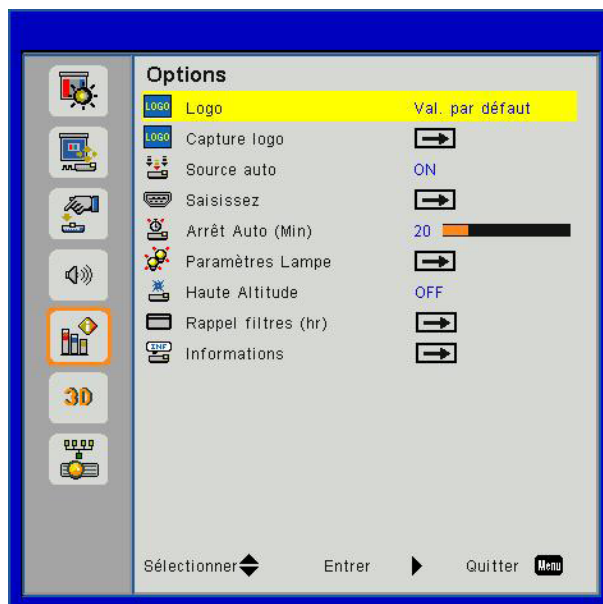 Options
LOGO Logo Val. par défaut
LOGO Capture logo
Source auto ON
Saisissez
Arrêt Auto (Min) 20
Paramètres Lampe
Haute Altitude OFF
Rappel filtres (hr)
INF Informations
3D
Sélectionner Entrer Quitter Menu